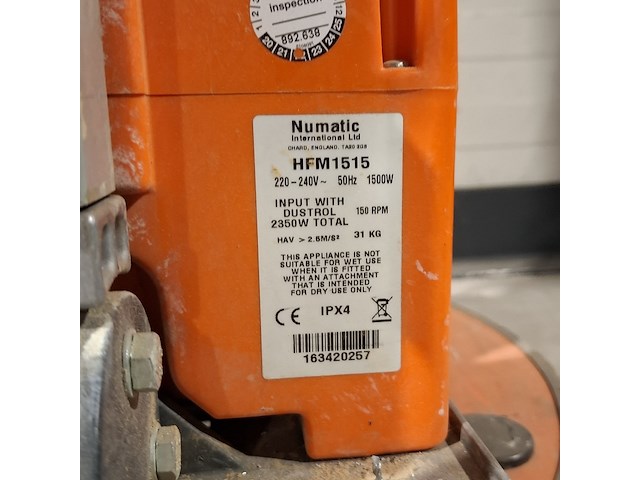 inspection
892.638
20 21 22 23 24 25
Numatic
International Ltd
CHARD, ENGLAND. TA20 2GB
HFM1515
220-240V~ 50Hz 1500W
INPUT WITH
DUSTROL 150 RPM
2350W TOTAL
HAV > 2.5M/S² 31 KG
THIS APPLIANCE IS NOT
SUITABLE FOR WET USE
WHEN IT IS FITTED
WITH AN ATTACHMENT
THAT IS INTENDED
FOR DRY USE ONLY
CE IPX4
163420257